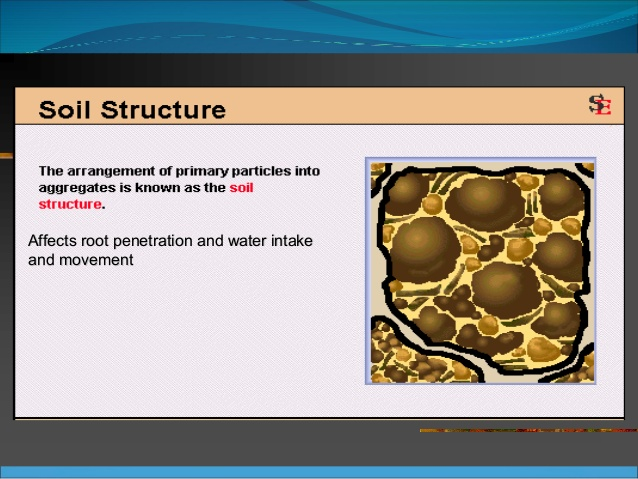 Soil Structure
SE
The arrangement of primary particles into
aggregates is known as the soil
structure.
Affects root penetration and water intake
and movement